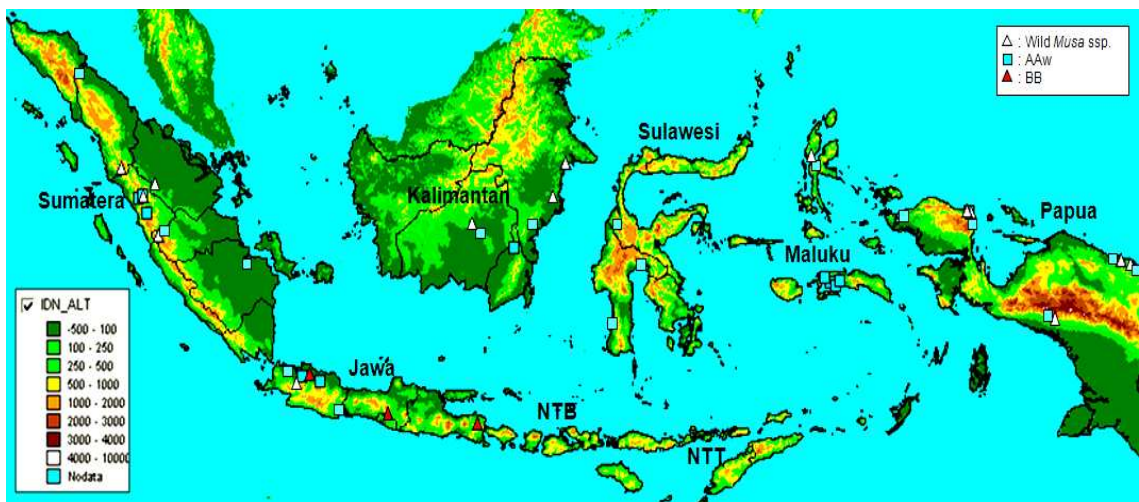 : Wild Musa ssp.
: AAw
: BB
Sulawesi
Sumatera
Kalimantan
Papua
Maluku
IDN_ALT
-500 - 100
100 - 250
250 - 500
500 - 1000
1000 - 2000
2000 - 3000
3000 - 4000
4000 - 10000
Nodata
Jawa
NTB
NTT